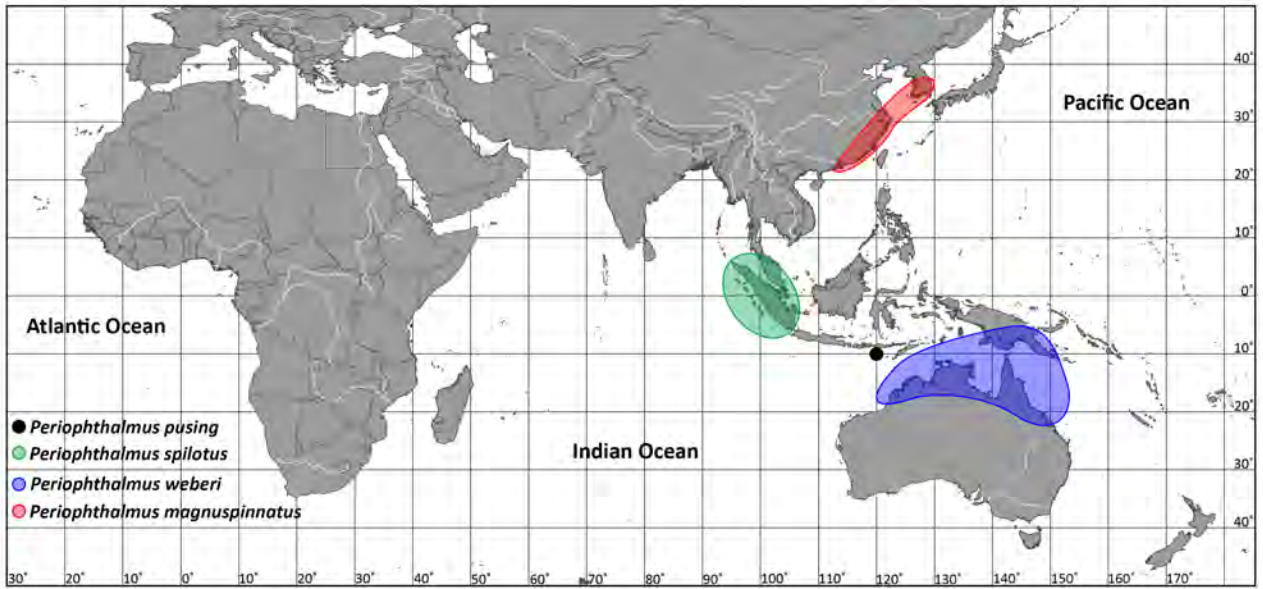 40˚
Pacific Ocean
30˚
20˚
10˚
0˚
Atlantic Ocean
10˚
20˚
Periophthalmus pusing
Periophthalmus spilotus
Indian Ocean
30˚
Periophthalmus weberi
Periophthalmus magnuspinnatus
40˚
30˚ 20˚ 10˚ 0˚ 10˚ 20˚ 30˚ 40˚ 50˚ 60˚ 70˚ 80˚ 90˚ 100˚ 110˚ 120˚ 130˚ 140˚ 150˚ 160˚ 170˚